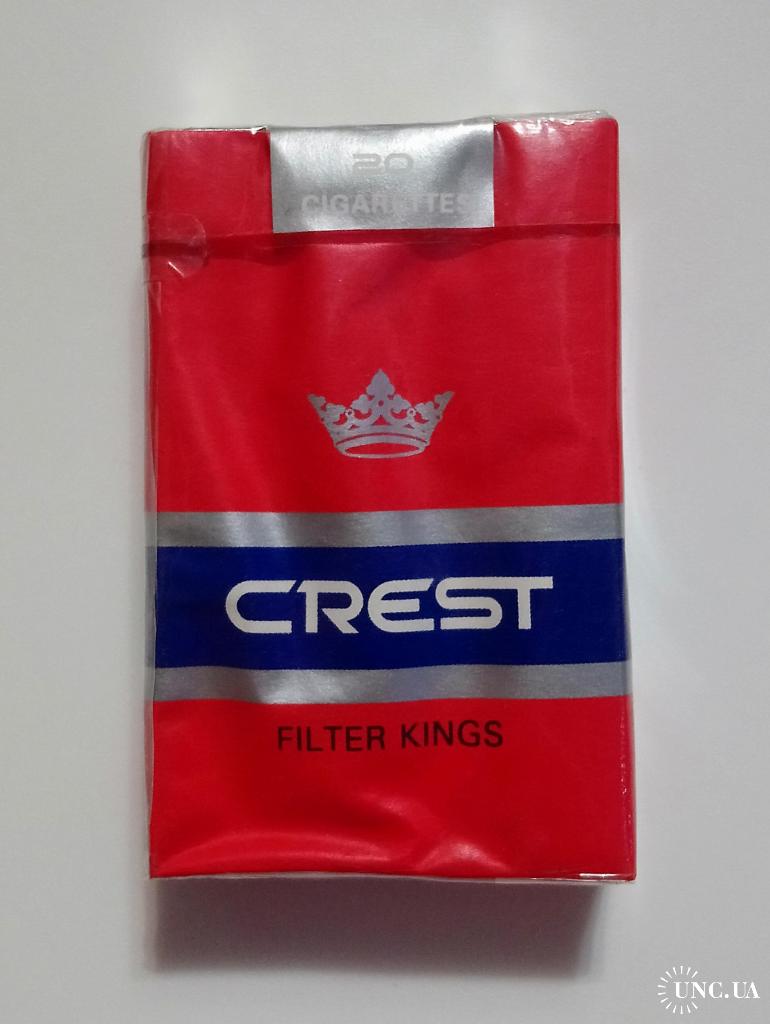 20
CIGARETTES
CREST
FILTER KINGS
UNC.UA